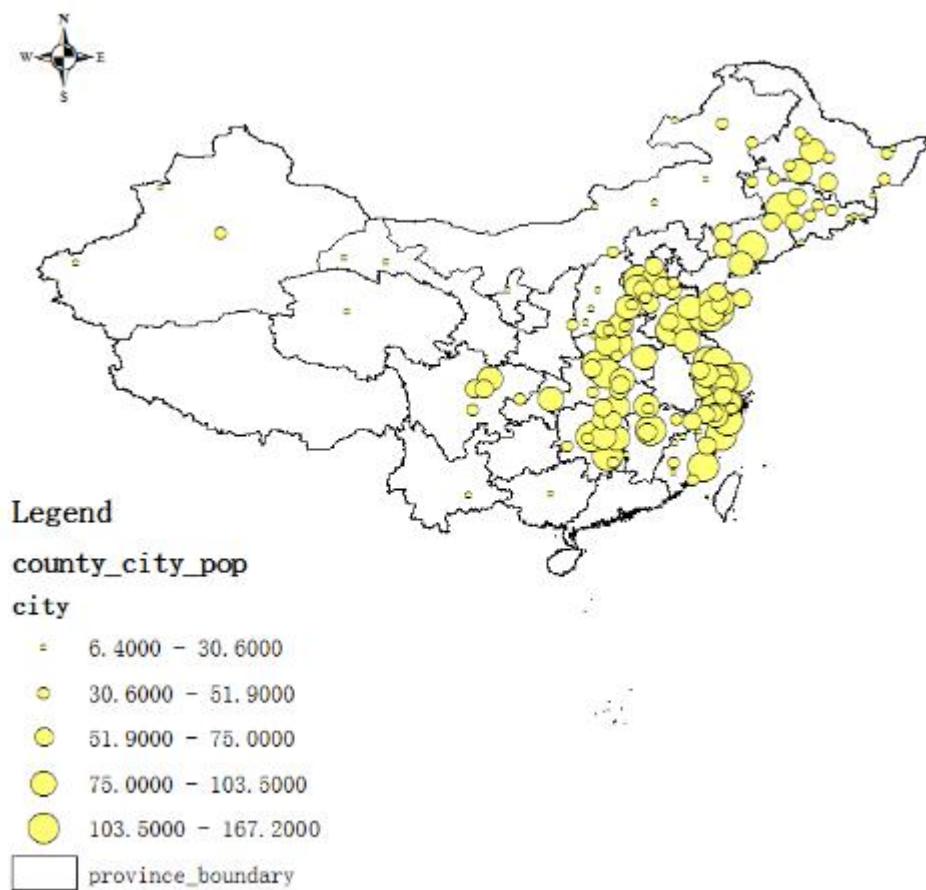 N
W E
S
Legend
county_city_pop
city
6.4000 - 30.6000
30.6000 - 51.9000
51.9000 - 75.0000
75.0000 - 103.5000
103.5000 - 167.2000
province_boundary